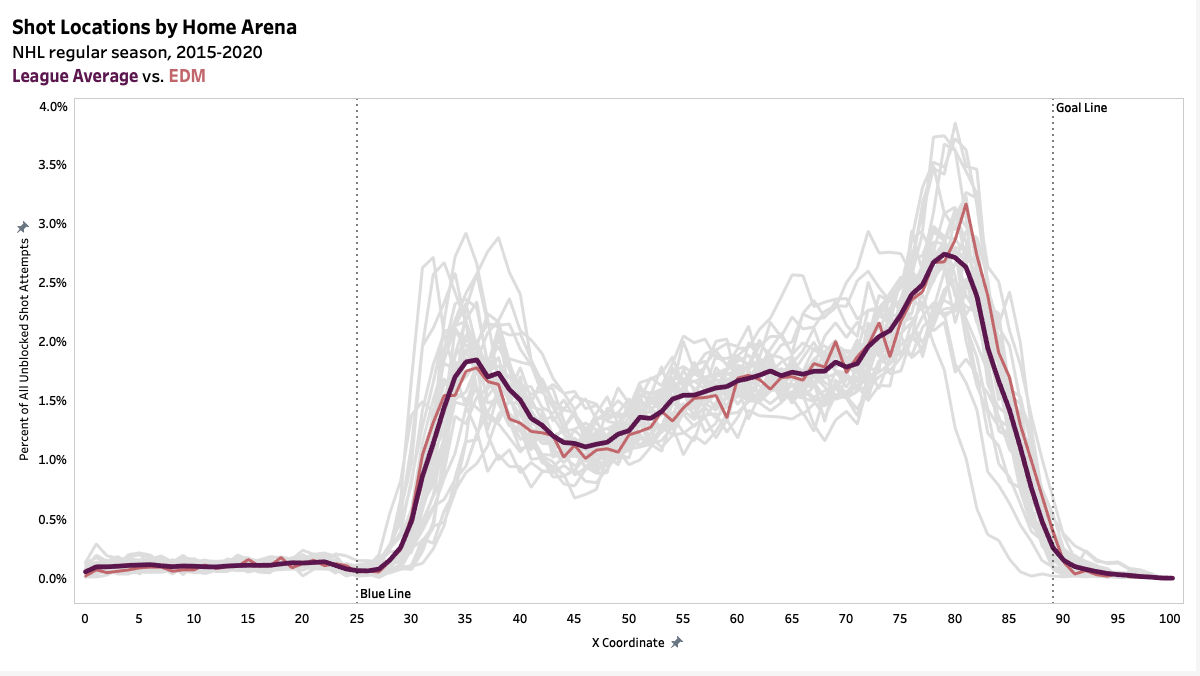 Shot Locations by Home Arena
NHL regular season, 2015-2020
League Average vs. EDM
4.0%
3.5%
3.0%
2.5%
2.0%
1.5%
1.0%
0.5%
0.0%
Percent of All Unblocked Shot Attempts
Goal Line
Blue Line
0 5 10 15 20 25 30 35 40 45 50 55 60 65 70 75 80 85 90 95 100
X Coordinate